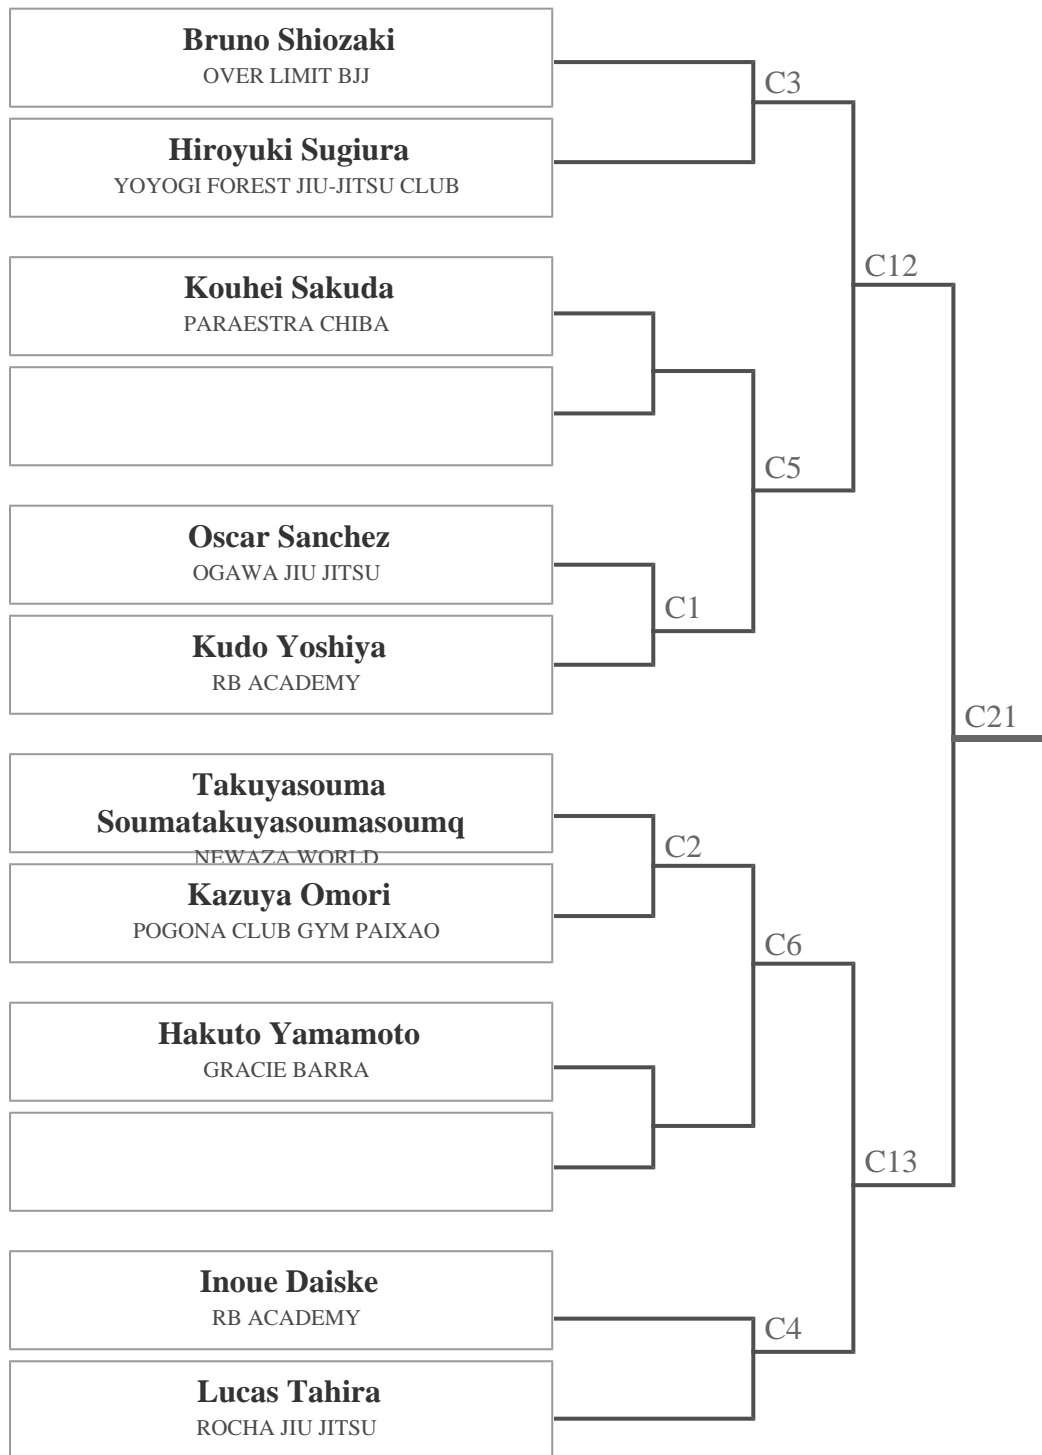 Bruno Shiozaki
OVER LIMIT BJJ
C3
Hiroyuki Sugiura
YOYOGI FOREST JIU-JITSU CLUB
C12
Kouhei Sakuda
PARAESTRA CHIBA
C5
Oscar Sanchez
OGAWA JIU JITSU
C1
Kudo Yoshiya
RB ACADEMY
C21
Takuyasouma
Soumatakuyasoumasoumq
NEWAZA WORLD
C2
Kazuya Omori
POGONA CLUB GYM PAIXAO
C6
Hakuto Yamamoto
GRACIE BARRA
C13
Inoue Daiske
RB ACADEMY
C4
Lucas Tahira
ROCHA JIU JITSU